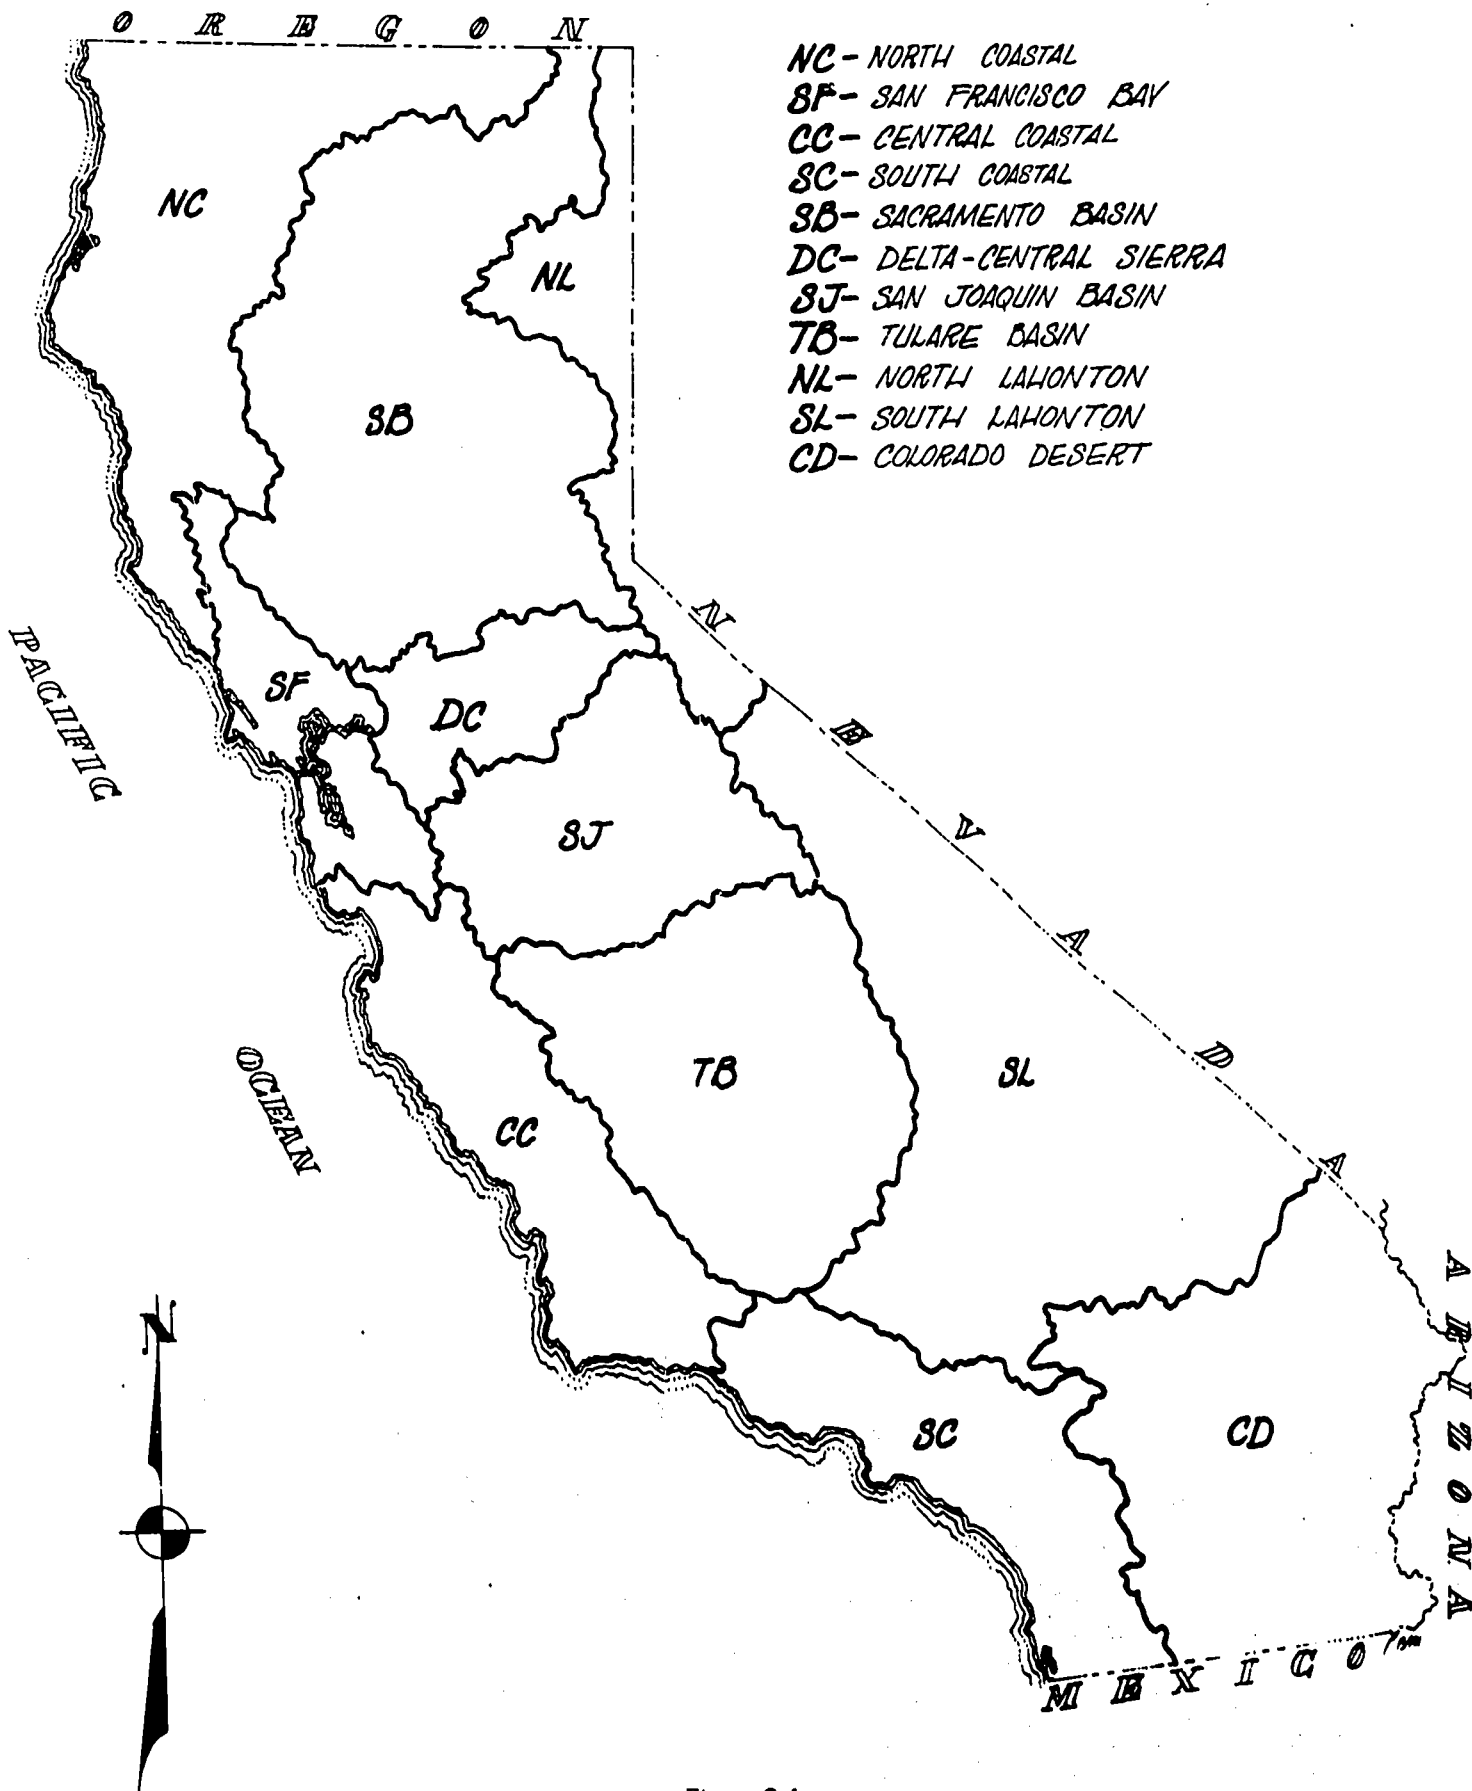 OREGON
NC- NORTH COASTAL
SF- SAN FRANCISCO BAY
CC- CENTRAL COASTAL
SC- SOUTH COASTAL
SB- SACRAMENTO BASIN
DC- DELTA-CENTRAL SIERRA
SJ- SAN JOAQUIN BASIN
TB- TULARE BASIN
NL- NORTH LAHONTON
SL- SOUTH LAHONTON
CD- COLORADO DESERT
NC
NL
SB
NEVADA
PACIFIC
SF
DC
SJ
OCEAN
TB
SL
CC
ARIZONA
N
SC
CD
MEXICO